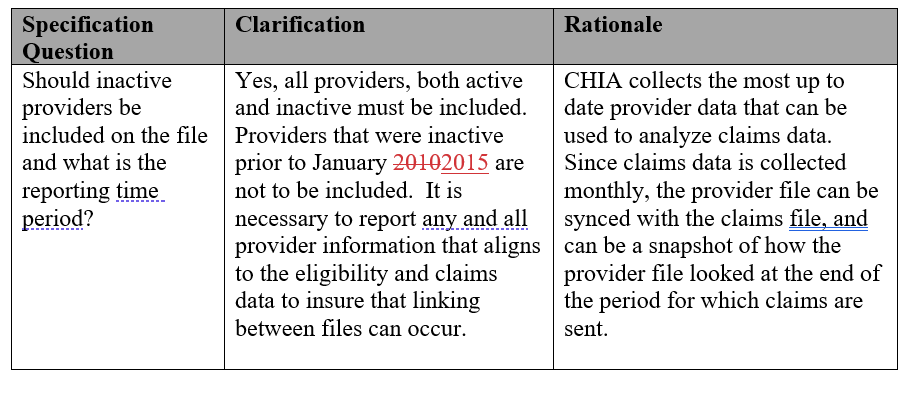 Specification
Question
Clarification
Rationale
Should inactive
providers be
included on the file
and what is the
reporting time
period?
Yes, all providers, both active
and inactive must be included.
Providers that were inactive
prior to January 20102015 are
not to be included.  It is
necessary to report any and all
provider information that aligns
to the eligibility and claims
data to insure that linking
between files can occur.
CHIA collects the most up to
date provider data that can be
used to analyze claims data.
Since claims data is collected
monthly, the provider file can be
synced with the claims file, and
can be a snapshot of how the
provider file looked at the end of
the period for which claims are
sent.